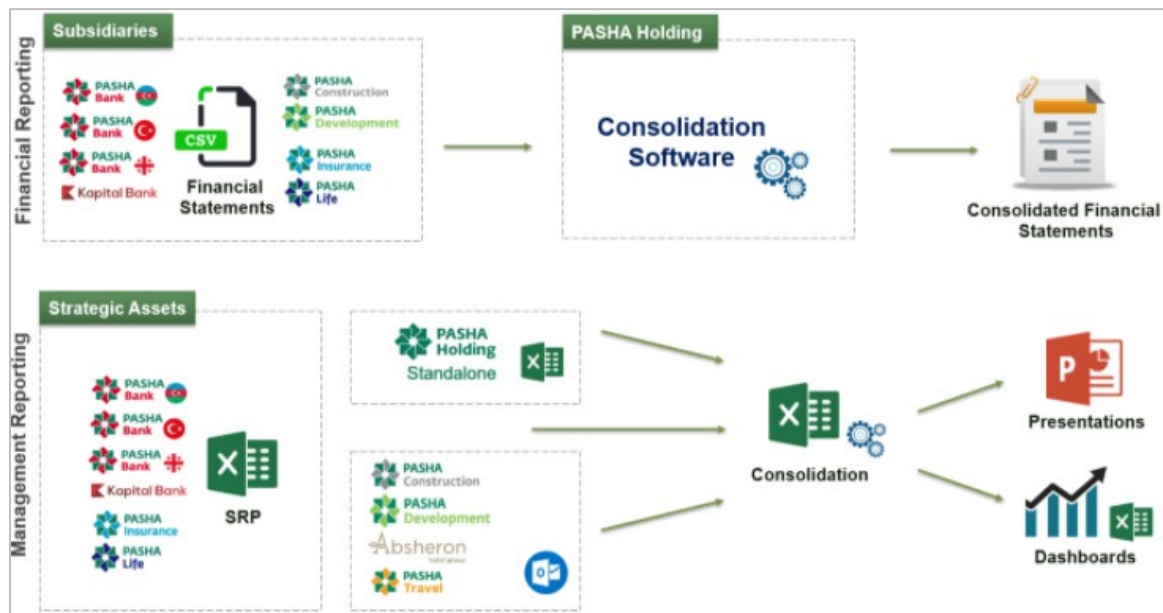 Financial Reporting
Subsidiaries
PASHA
Bank
PASHA
Bank
PASHA
Bank
Kapital Bank
CSV
Financial
Statements
PASHA
Construction
PASHA
Development
PASHA
Insurance
PASHA
Life
PASHA Holding
Consolidation
Software
Consolidated Financial
Statements
Management Reporting
Strategic Assets
PASHA
Bank
PASHA
Bank
PASHA
Bank
Kapital Bank
PASHA
Insurance
PASHA
Life
X
SRP
PASHA
Holding
Standalone
X
PASHA
Construction
PASHA
Development
Absheron
hotel group
PASHA
Travel
O
X
Consolidation
P
Presentations
X
Dashboards